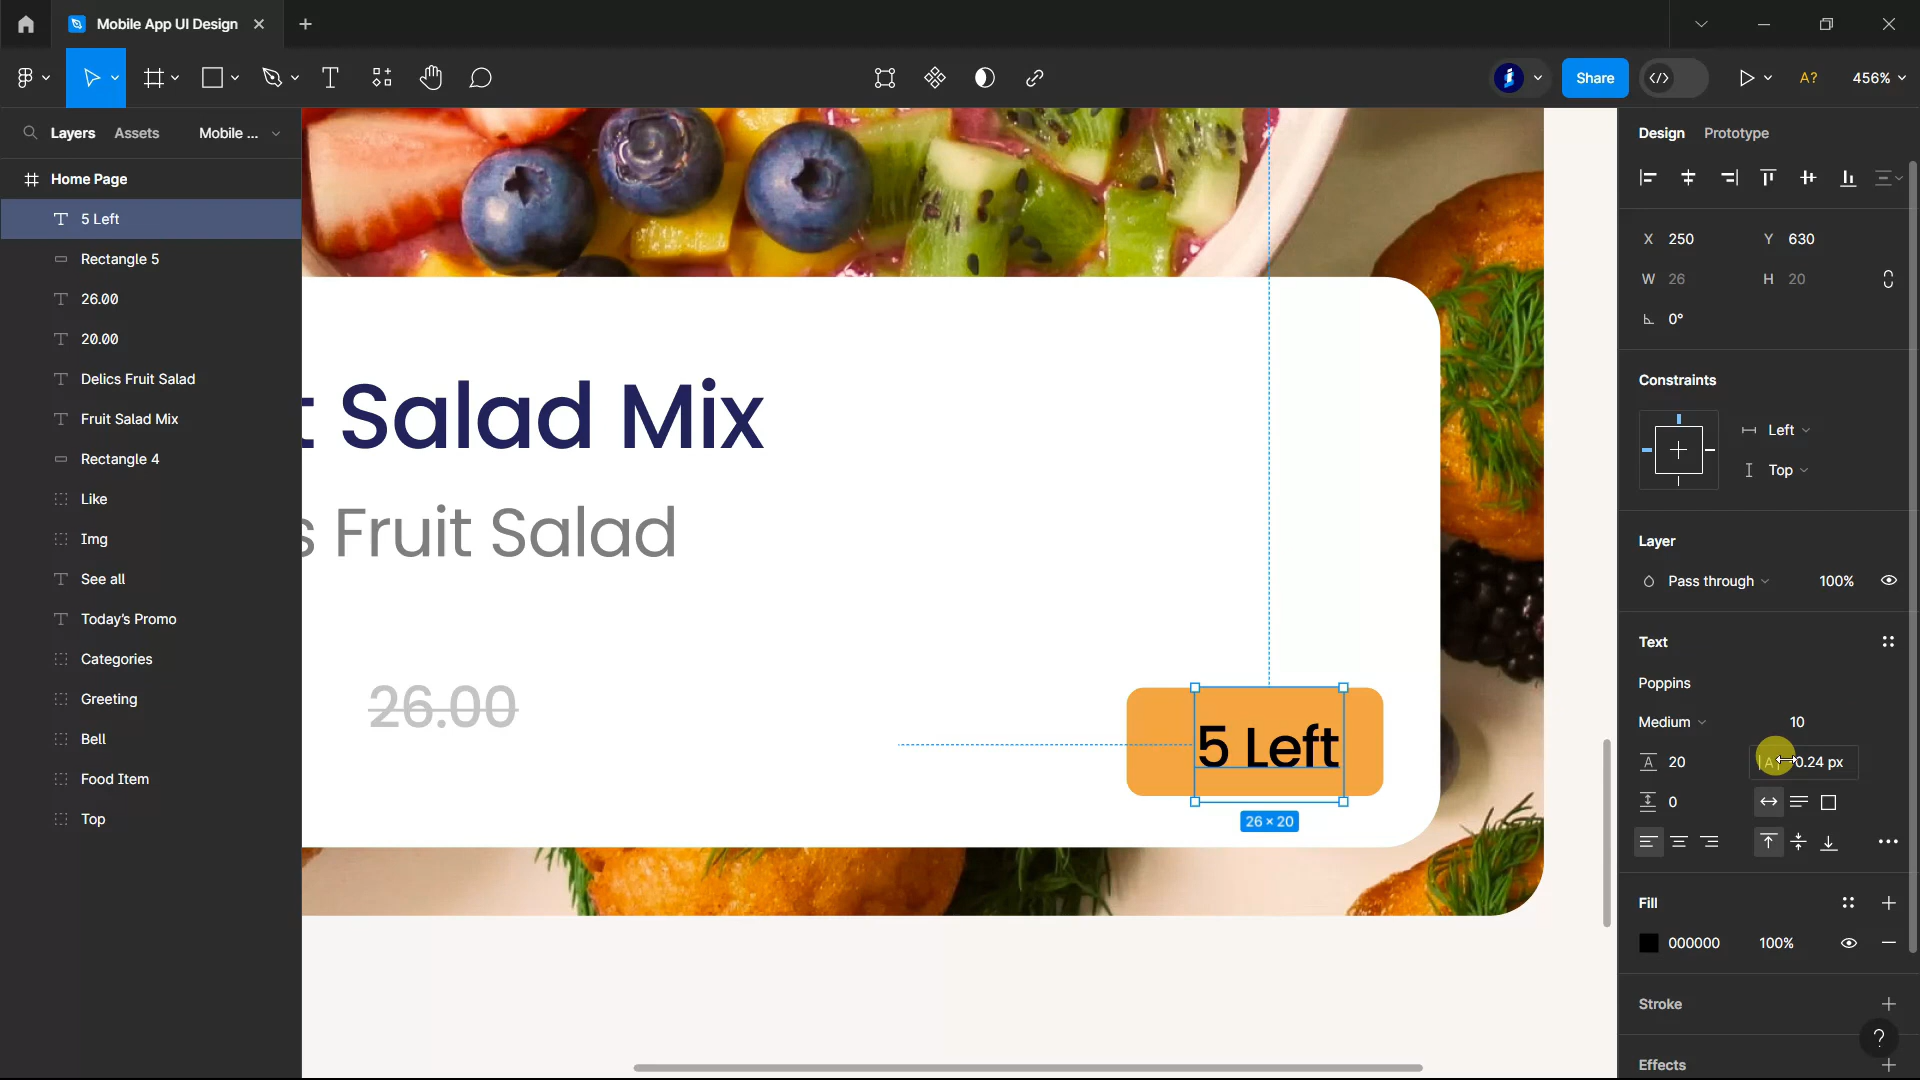 Mobile App UI Design
Share
A?
456%
Layers
Assets
Mobile ...
Home Page
5 Left
Rectangle 5
26.00
20.00
Delics Fruit Salad
Fruit Salad Mix
Rectangle 4
Like
Img
See all
Today's Promo
Categories
Greeting
Bell
Food Item
Top
t Salad Mix
s Fruit Salad
26.00
5 Left
26 × 20
Design
Prototype
X 250
Y 630
W 26
H 20
0°
Constraints
Left
Top
Layer
Pass through
100%
Text
Poppins
Medium
10
20
0.24 px
0
Fill
000000
100%
Stroke
?
Effects